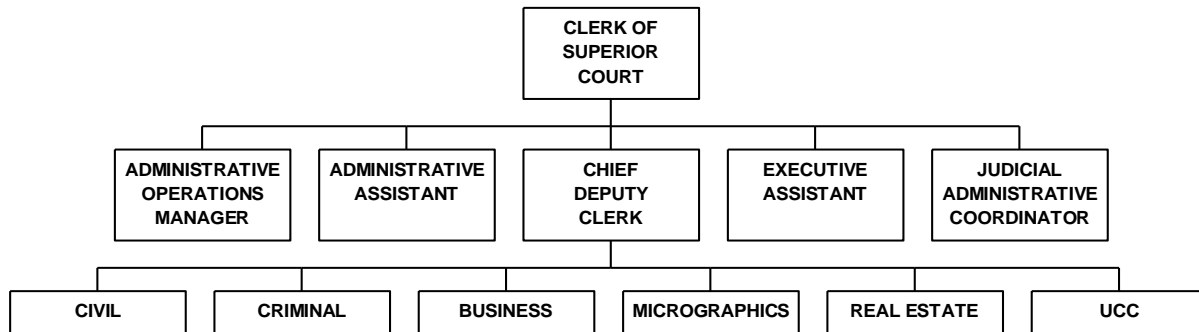 CLERK OF
SUPERIOR
COURT
ADMINISTRATIVE
OPERATIONS
MANAGER
ADMINISTRATIVE
ASSISTANT
CHIEF
DEPUTY
CLERK
EXECUTIVE
ASSISTANT
JUDICIAL
ADMINISTRATIVE
COORDINATOR
CIVIL
CRIMINAL
BUSINESS
MICROGRAPHICS
REAL ESTATE
UCC